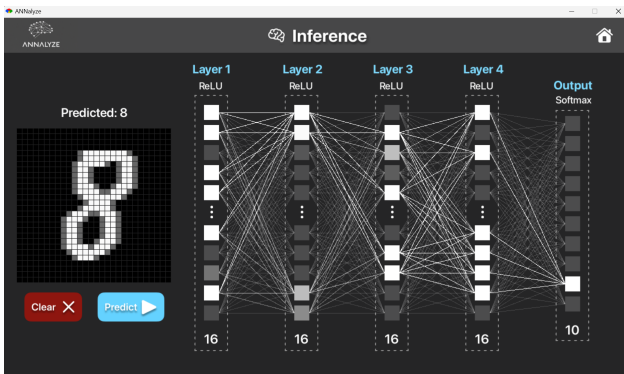 ANNalyze
ANNALYZE
Inference
Layer 1
ReLU
Layer 2
ReLU
Layer 3
ReLU
Layer 4
ReLU
Output
Softmax
Predicted: 8
Clear
Predict
16
16
16
16
10